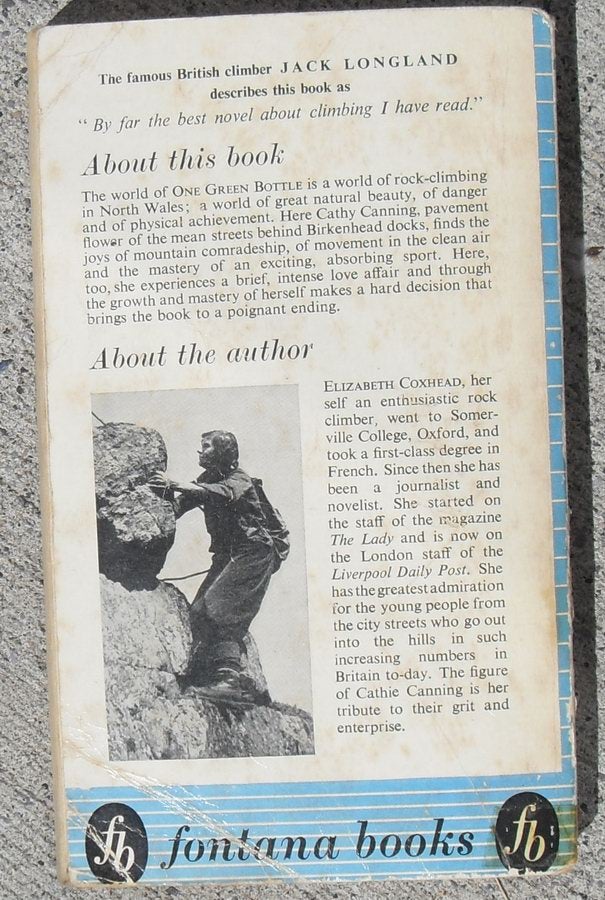 The famous British climber JACK LONGLAND
describes this book as
" By far the best novel about climbing I have read."
About this book
The world of ONE GREEN BOTTLE is a world of rock-climbing
in North Wales; a world of great natural beauty, of danger
and of physical achievement. Here Cathy Canning, pavement
flower of the mean streets behind Birkenhead docks, finds the
joys of mountain comradeship, of movement in the clean air
and the mastery of an exciting, absorbing sport. Here,
too, she experiences a brief, intense love affair and through
the growth and mastery of herself makes a hard decision that
brings the book to a poignant ending.
About the author
ELIZABETH COXHEAD, her
self an enthusiastic rock
climber, went to Somer-
ville College, Oxford, and
took a first-class degree in
French. Since then she has
been a journalist and
novelist. She started on
the staff of the magazine
The Lady and is now on
the London staff of the
Liverpool Daily Post. She
has the greatest admiration
for the young people from
the city streets who go out
into the hills in such
increasing numbers in
Britain to-day. The figure
of Cathie Canning is her
tribute to their grit and
enterprise.
fb fontana books fb